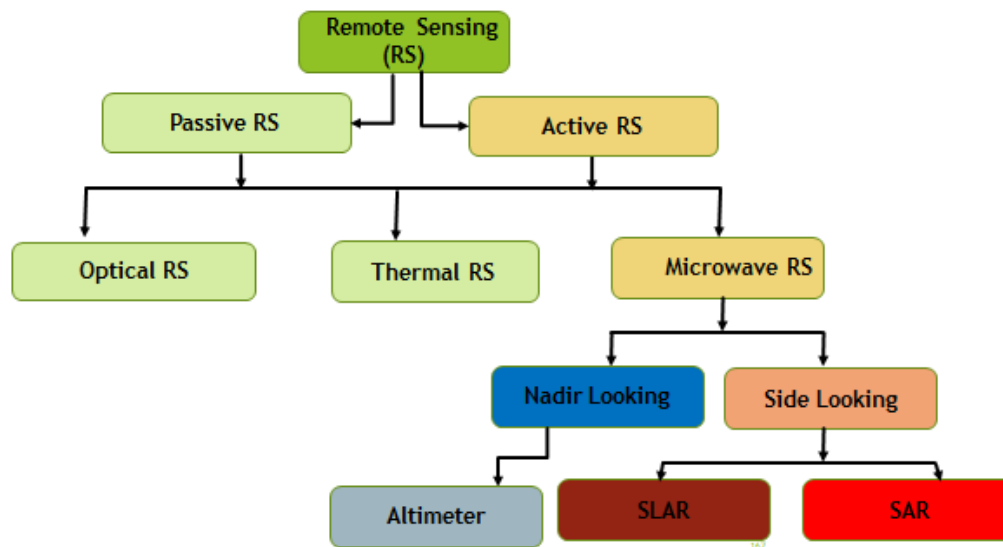 Remote Sensing
(RS)
Passive RS
Active RS
Optical RS
Thermal RS
Microwave RS
Nadir Looking
Side Looking
Altimeter
SLAR
SAR